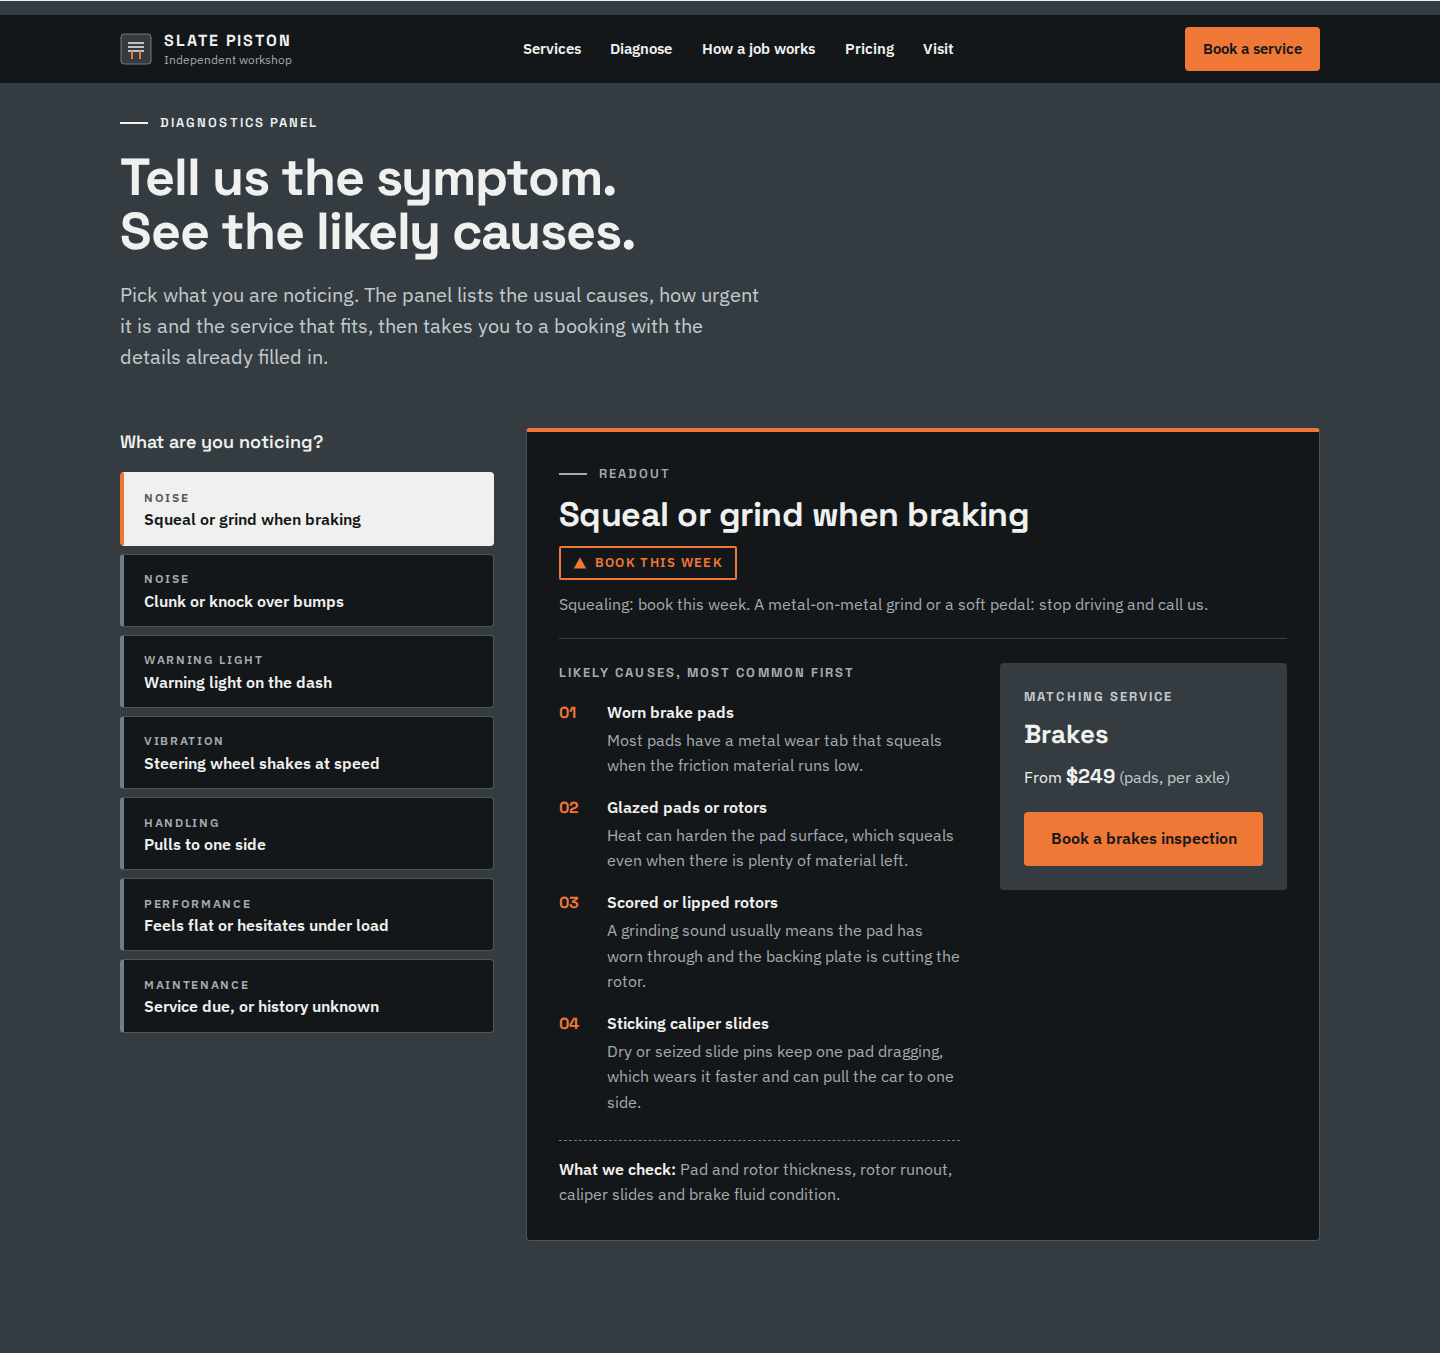 SLATE PISTON
Independent workshop
Services
Diagnose
How a job works
Pricing
Visit
Book a service
DIAGNOSTICS PANEL
Tell us the symptom.
See the likely causes.
Pick what you are noticing. The panel lists the usual causes, how urgent
it is and the service that fits, then takes you to a booking with the
details already filled in.
What are you noticing?
NOISE
Squeal or grind when braking
NOISE
Clunk or knock over bumps
WARNING LIGHT
Warning light on the dash
VIBRATION
Steering wheel shakes at speed
HANDLING
Pulls to one side
PERFORMANCE
Feels flat or hesitates under load
MAINTENANCE
Service due, or history unknown
READOUT
Squeal or grind when braking
BOOK THIS WEEK
Squealing: book this week. A metal-on-metal grind or a soft pedal: stop driving and call us.
LIKELY CAUSES, MOST COMMON FIRST
01 Worn brake pads
Most pads have a metal wear tab that squeals
when the friction material runs low.
02 Glazed pads or rotors
Heat can harden the pad surface, which squeals
even when there is plenty of material left.
03 Scored or lipped rotors
A grinding sound usually means the pad has
worn through and the backing plate is cutting the
rotor.
04 Sticking caliper slides
Dry or seized slide pins keep one pad dragging,
which wears it faster and can pull the car to one
side.
What we check: Pad and rotor thickness, rotor runout,
caliper slides and brake fluid condition.
MATCHING SERVICE
Brakes
From $249 (pads, per axle)
Book a brakes inspection